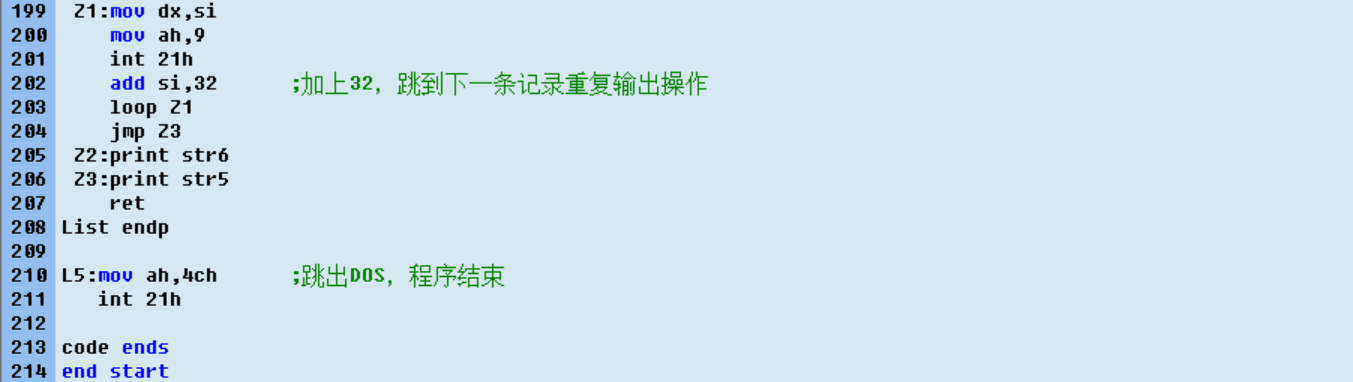 199 Z1:mov dx,si
200 mov ah,9
201 int 21h
202 add si,32 ;加上32，跳到下一条记录重复输出操作
203 loop Z1
204 jmp Z3
205 Z2:print str6
206 Z3:print str5
207 ret
208 List endp
209
210 L5:mov ah,4ch ;跳出DOS，程序结束
211 int 21h
212
213 code ends
214 end start